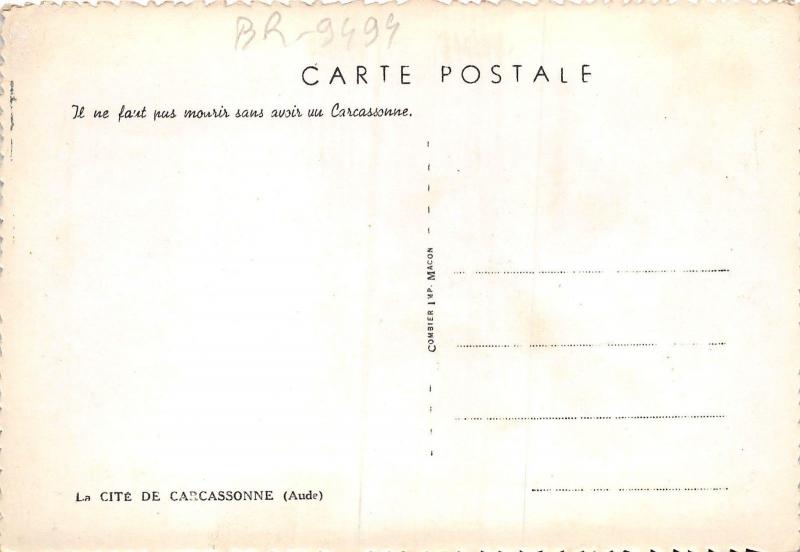 BR-9494
CARTE POSTALE
Il ne faut pas mourir sans avoir vu Carcassonne.
COMBIER IMP. MACON
La CITÉ DE CARCASSONNE (Aude)